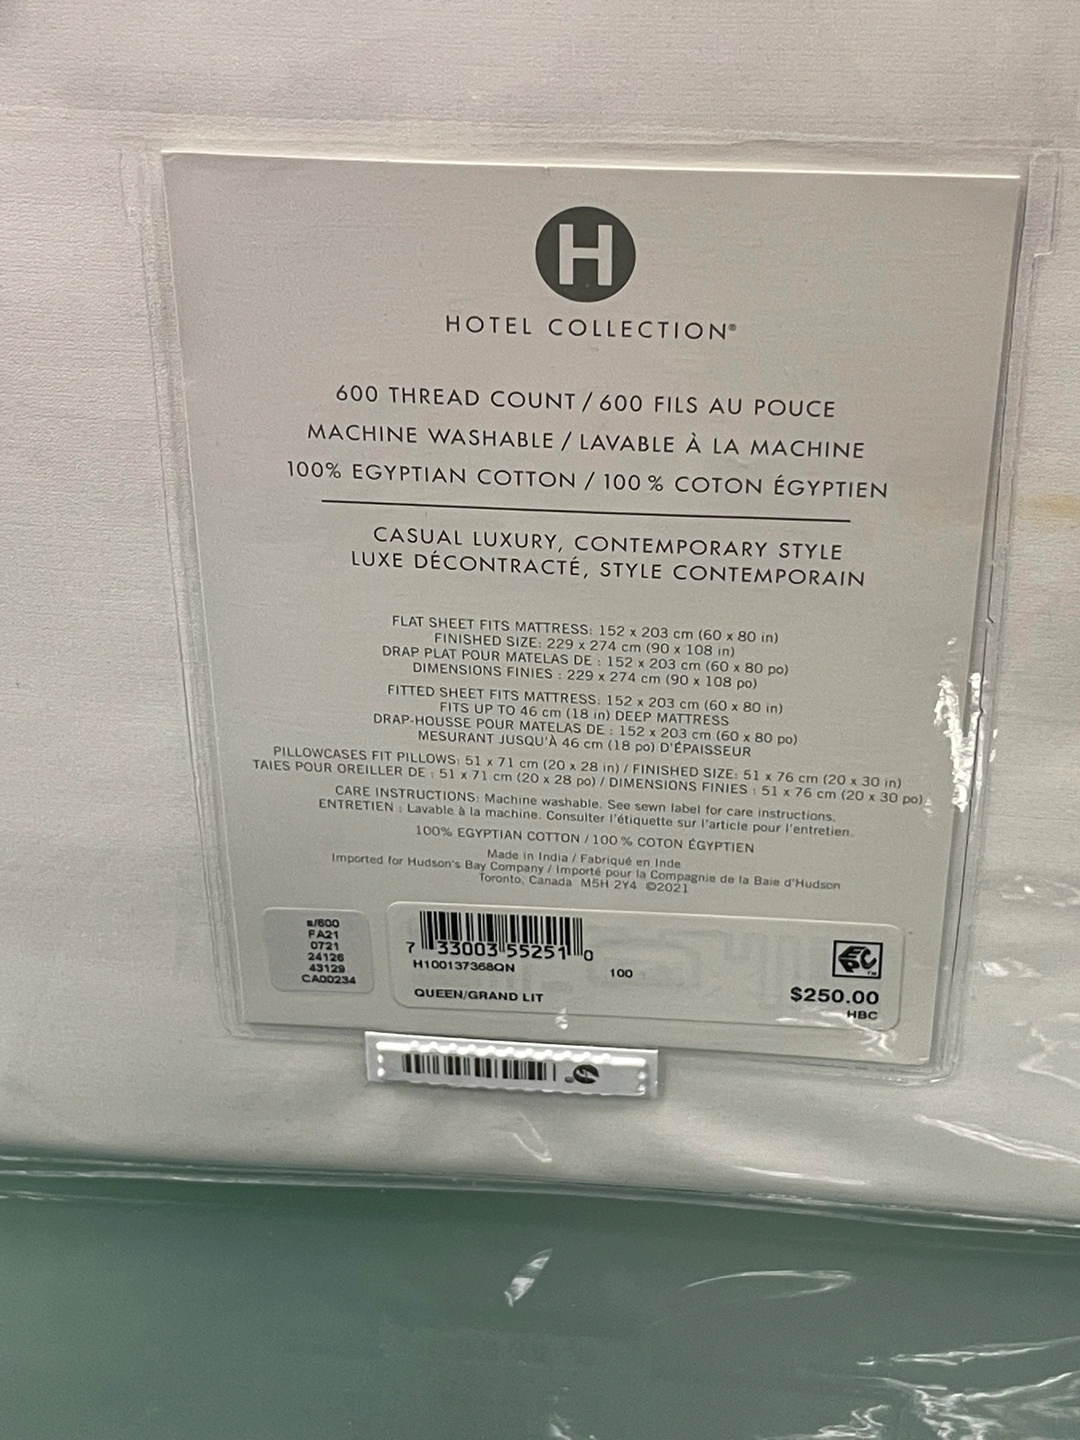 H
HOTEL COLLECTION®
600 THREAD COUNT / 600 FILS AU POUCE
MACHINE WASHABLE / LAVABLE À LA MACHINE
100% EGYPTIAN COTTON / 100 % COTON ÉGYPTIEN
CASUAL LUXURY, CONTEMPORARY STYLE
LUXE DÉCONTRACTÉ, STYLE CONTEMPORAIN
FLAT SHEET FITS MATTRESS: 152 x 203 cm (60 x 80 in)
FINISHED SIZE: 229 x 274 cm (90 x 108 in)
DRAP PLAT POUR MATELAS DE : 152 x 203 cm (60 x 80 po)
DIMENSIONS FINIES : 229 x 274 cm (90 x 108 po)
FITTED SHEET FITS MATTRESS: 152 x 203 cm (60 x 80 in)
FITS UP TO 46 cm (18 in) DEEP MATTRESS
DRAP-HOUSSE POUR MATELAS DE : 152 x 203 cm (60 x 80 po)
MESURANT JUSQU'À 46 cm (18 po) D'ÉPAISSEUR
PILLOWCASES FIT PILLOWS: 51 x 71 cm (20 x 28 in) / FINISHED SIZE: 51 x 76 cm (20 x 30 in)
TAIES POUR OREILLER DE : 51 x 71 cm (20 x 28 po) / DIMENSIONS FINIES : 51 x 76 cm (20 x 30 po)
CARE INSTRUCTIONS: Machine washable. See sewn label for care instructions.
ENTRETIEN : Lavable à la machine. Consulter l'étiquette sur l'article pour l'entretien.
100% EGYPTIAN COTTON / 100 % COTON ÉGYPTIEN
Made in India / Fabriqué en Inde
Imported for Hudson's Bay Company / Importé pour la Compagnie de la Baie d'Hudson
Toronto, Canada M5H 2Y4 ©2021
s/600
FA21
0721
24126
43129
CA00234
7 33003 55251 0
H100137368QN
100
QUEEN/GRAND LIT
$250.00
HBC